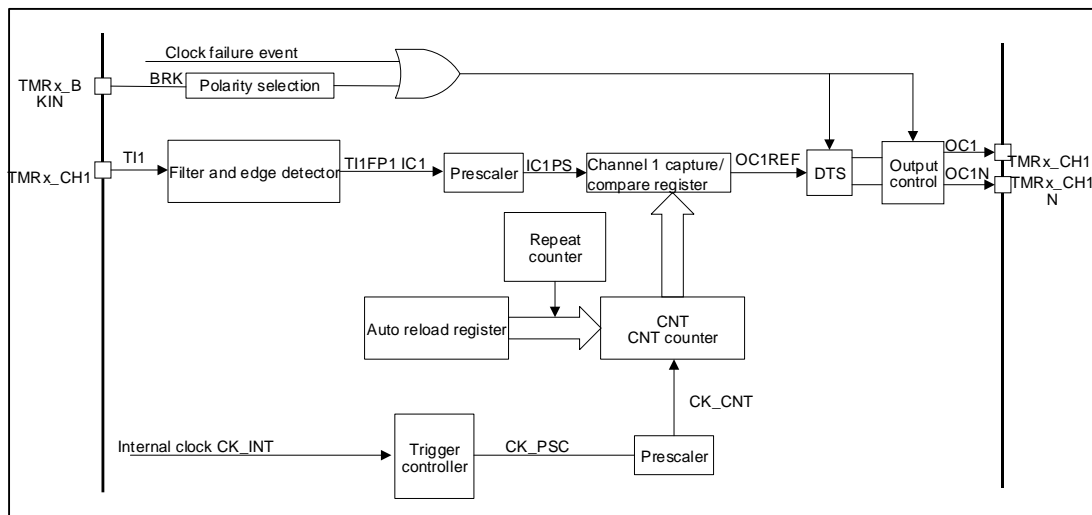 Clock failure event
TMRx_B
KIN
BRK
Polarity selection
TI1
TMRx_CH1
Filter and edge detector
TI1FP1 IC1
Prescaler
IC1PS
Channel 1 capture/
compare register
OC1REF
DTS
Output
control
OC1
OC1N
TMRx_CH1
TMRx_CH1
N
Repeat
counter
Auto reload register
CNT
CNT counter
CK_CNT
Internal clock CK_INT
Trigger
controller
CK_PSC
Prescaler